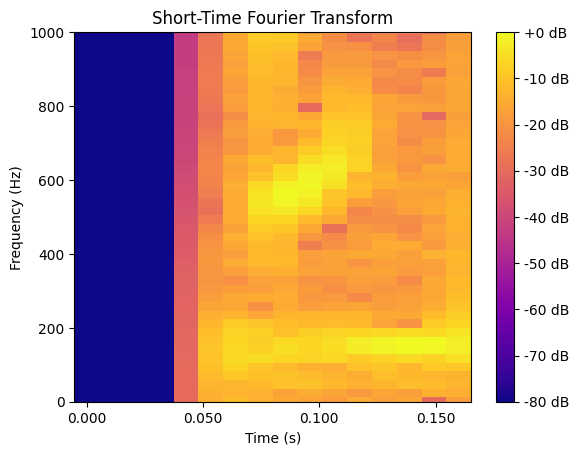 Short-Time Fourier Transform
1000
800
600
400
200
0
Frequency (Hz)
0.000
0.050
0.100
0.150
Time (s)
+0 dB
-10 dB
-20 dB
-30 dB
-40 dB
-50 dB
-60 dB
-70 dB
-80 dB